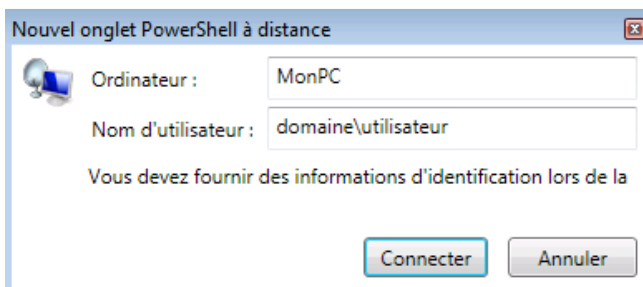 Nouvel onglet PowerShell à distance
Ordinateur : MonPC
Nom d'utilisateur : domaine\utilisateur
Vous devez fournir des informations d'identification lors de la
Connecter Annuler